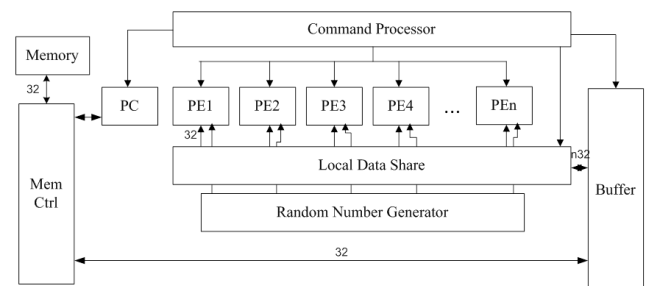 Command Processor
Memory
32
PC
PE1
PE2
PE3
PE4
...
PEn
32
Local Data Share
n32
Mem
Ctrl
Buffer
Random Number Generator
32